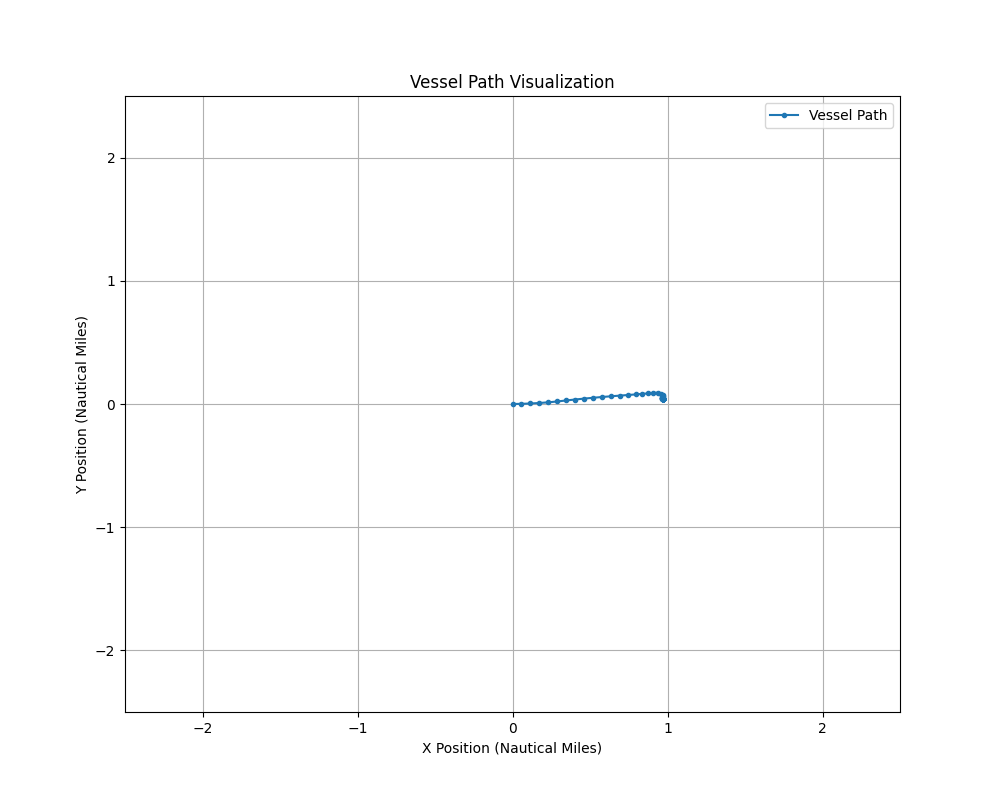 Vessel Path Visualization
Vessel Path
2
1
0
−1
−2
Y Position (Nautical Miles)
−2
−1
0
1
2
X Position (Nautical Miles)